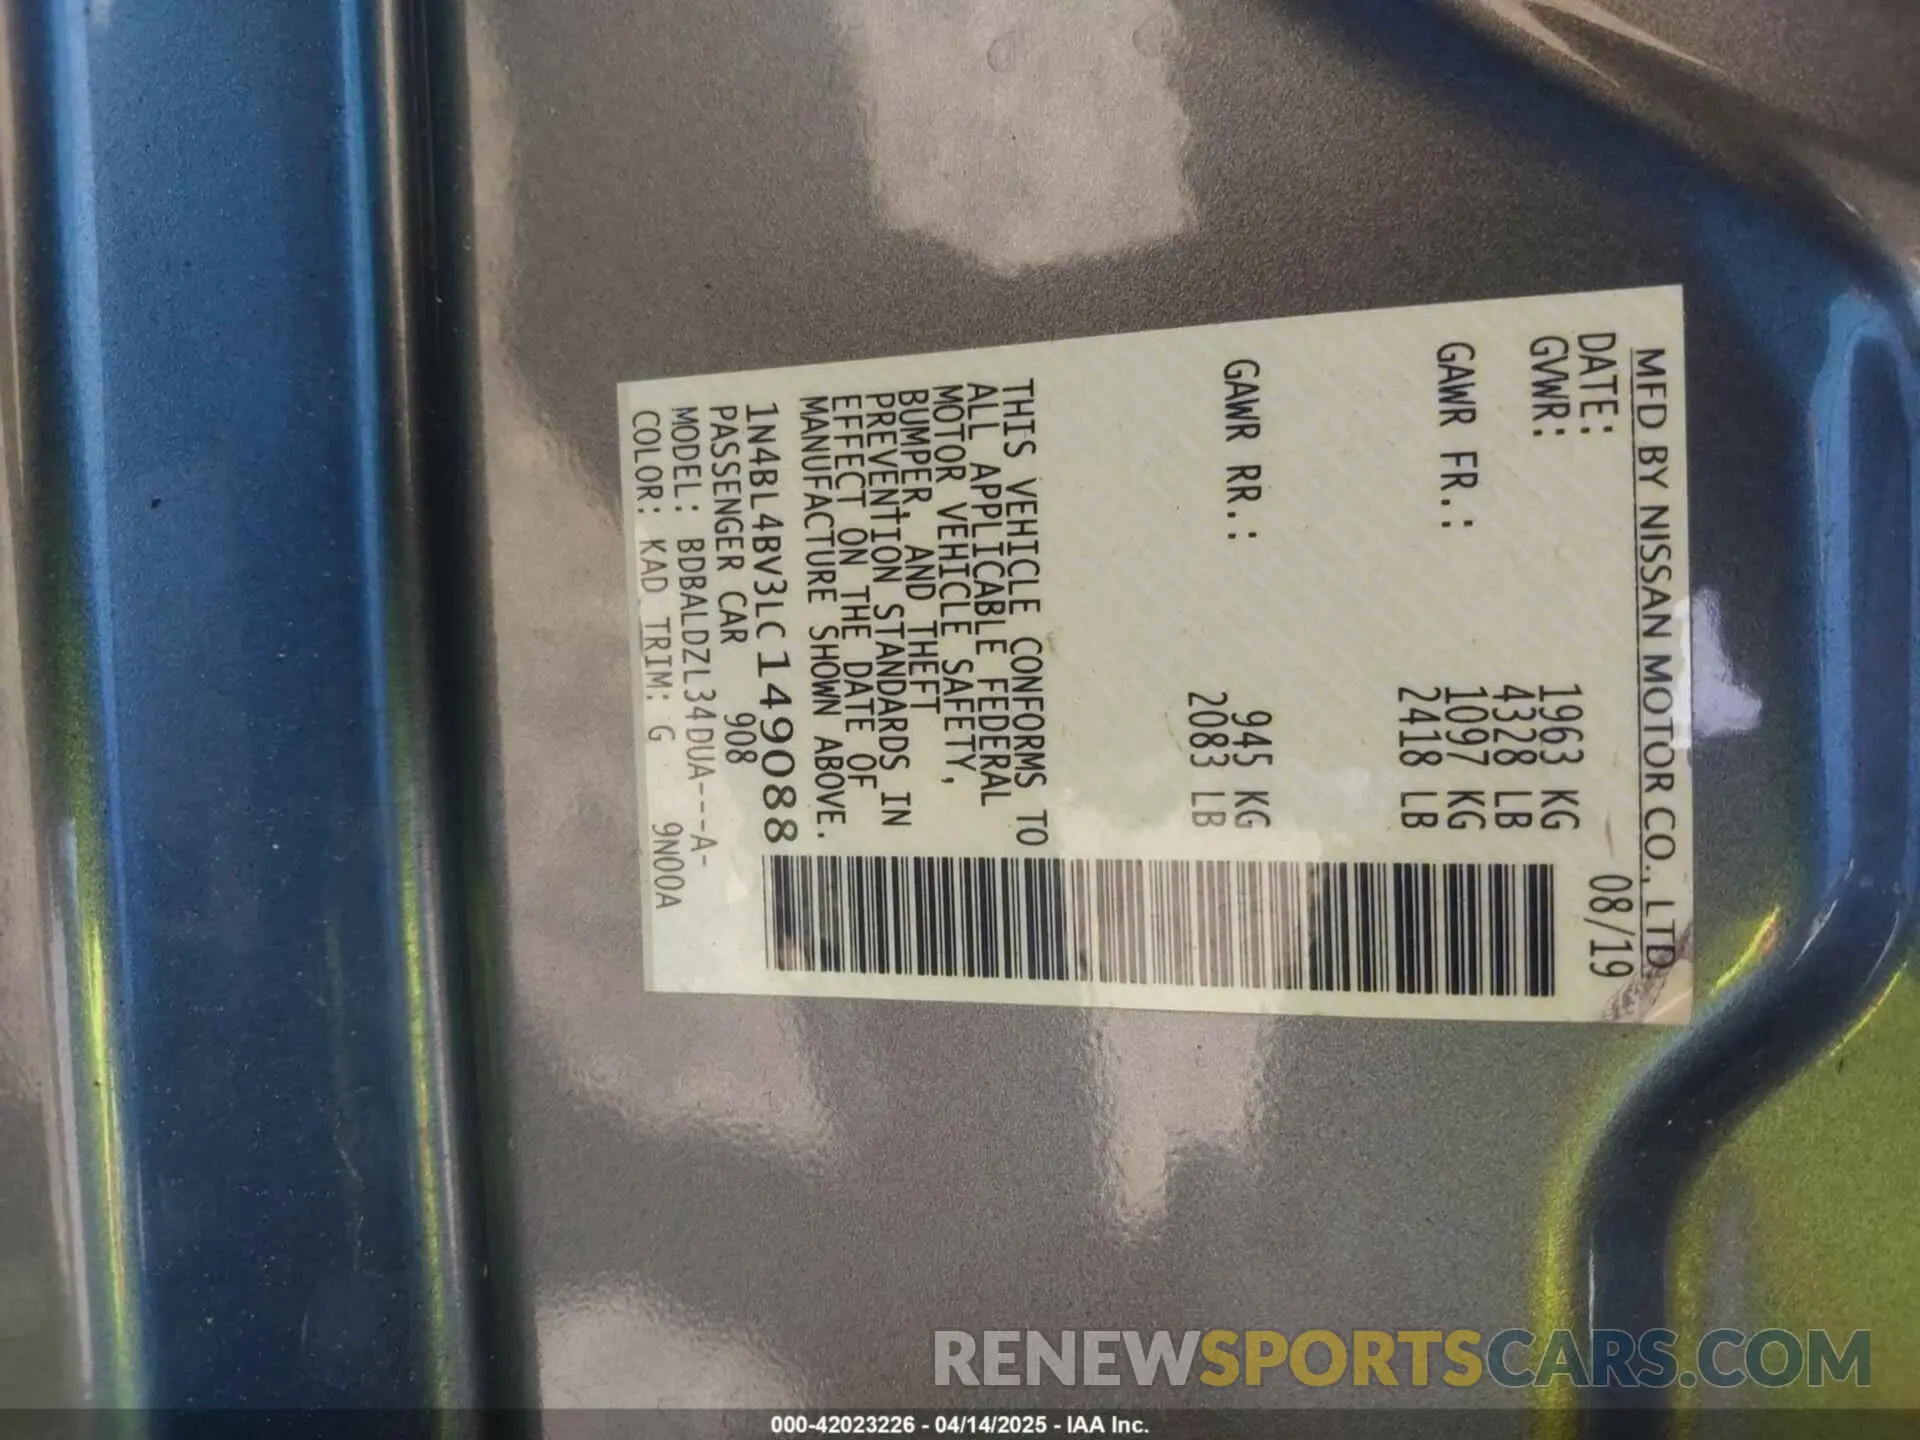 MFD BY NISSAN MOTOR CO., LTD.
DATE: 08/19
GVWR: 1963 KG
4328 LB
GAWR FR.: 1097 KG
2418 LB
GAWR RR.: 945 KG
2083 LB
THIS VEHICLE CONFORMS TO
ALL APPLICABLE FEDERAL
MOTOR VEHICLE SAFETY,
BUMPER, AND THEFT
PREVENTION STANDARDS IN
EFFECT ON THE DATE OF
MANUFACTURE SHOWN ABOVE.
1N4BL4BV3LC149088
PASSENGER CAR 908
MODEL: BDBALDZL34DUA---A-
COLOR: KAD TRIM: G 9N00A
RENEWSPORTSCARS.COM
000-42023226 - 04/14/2025 - IAA Inc.